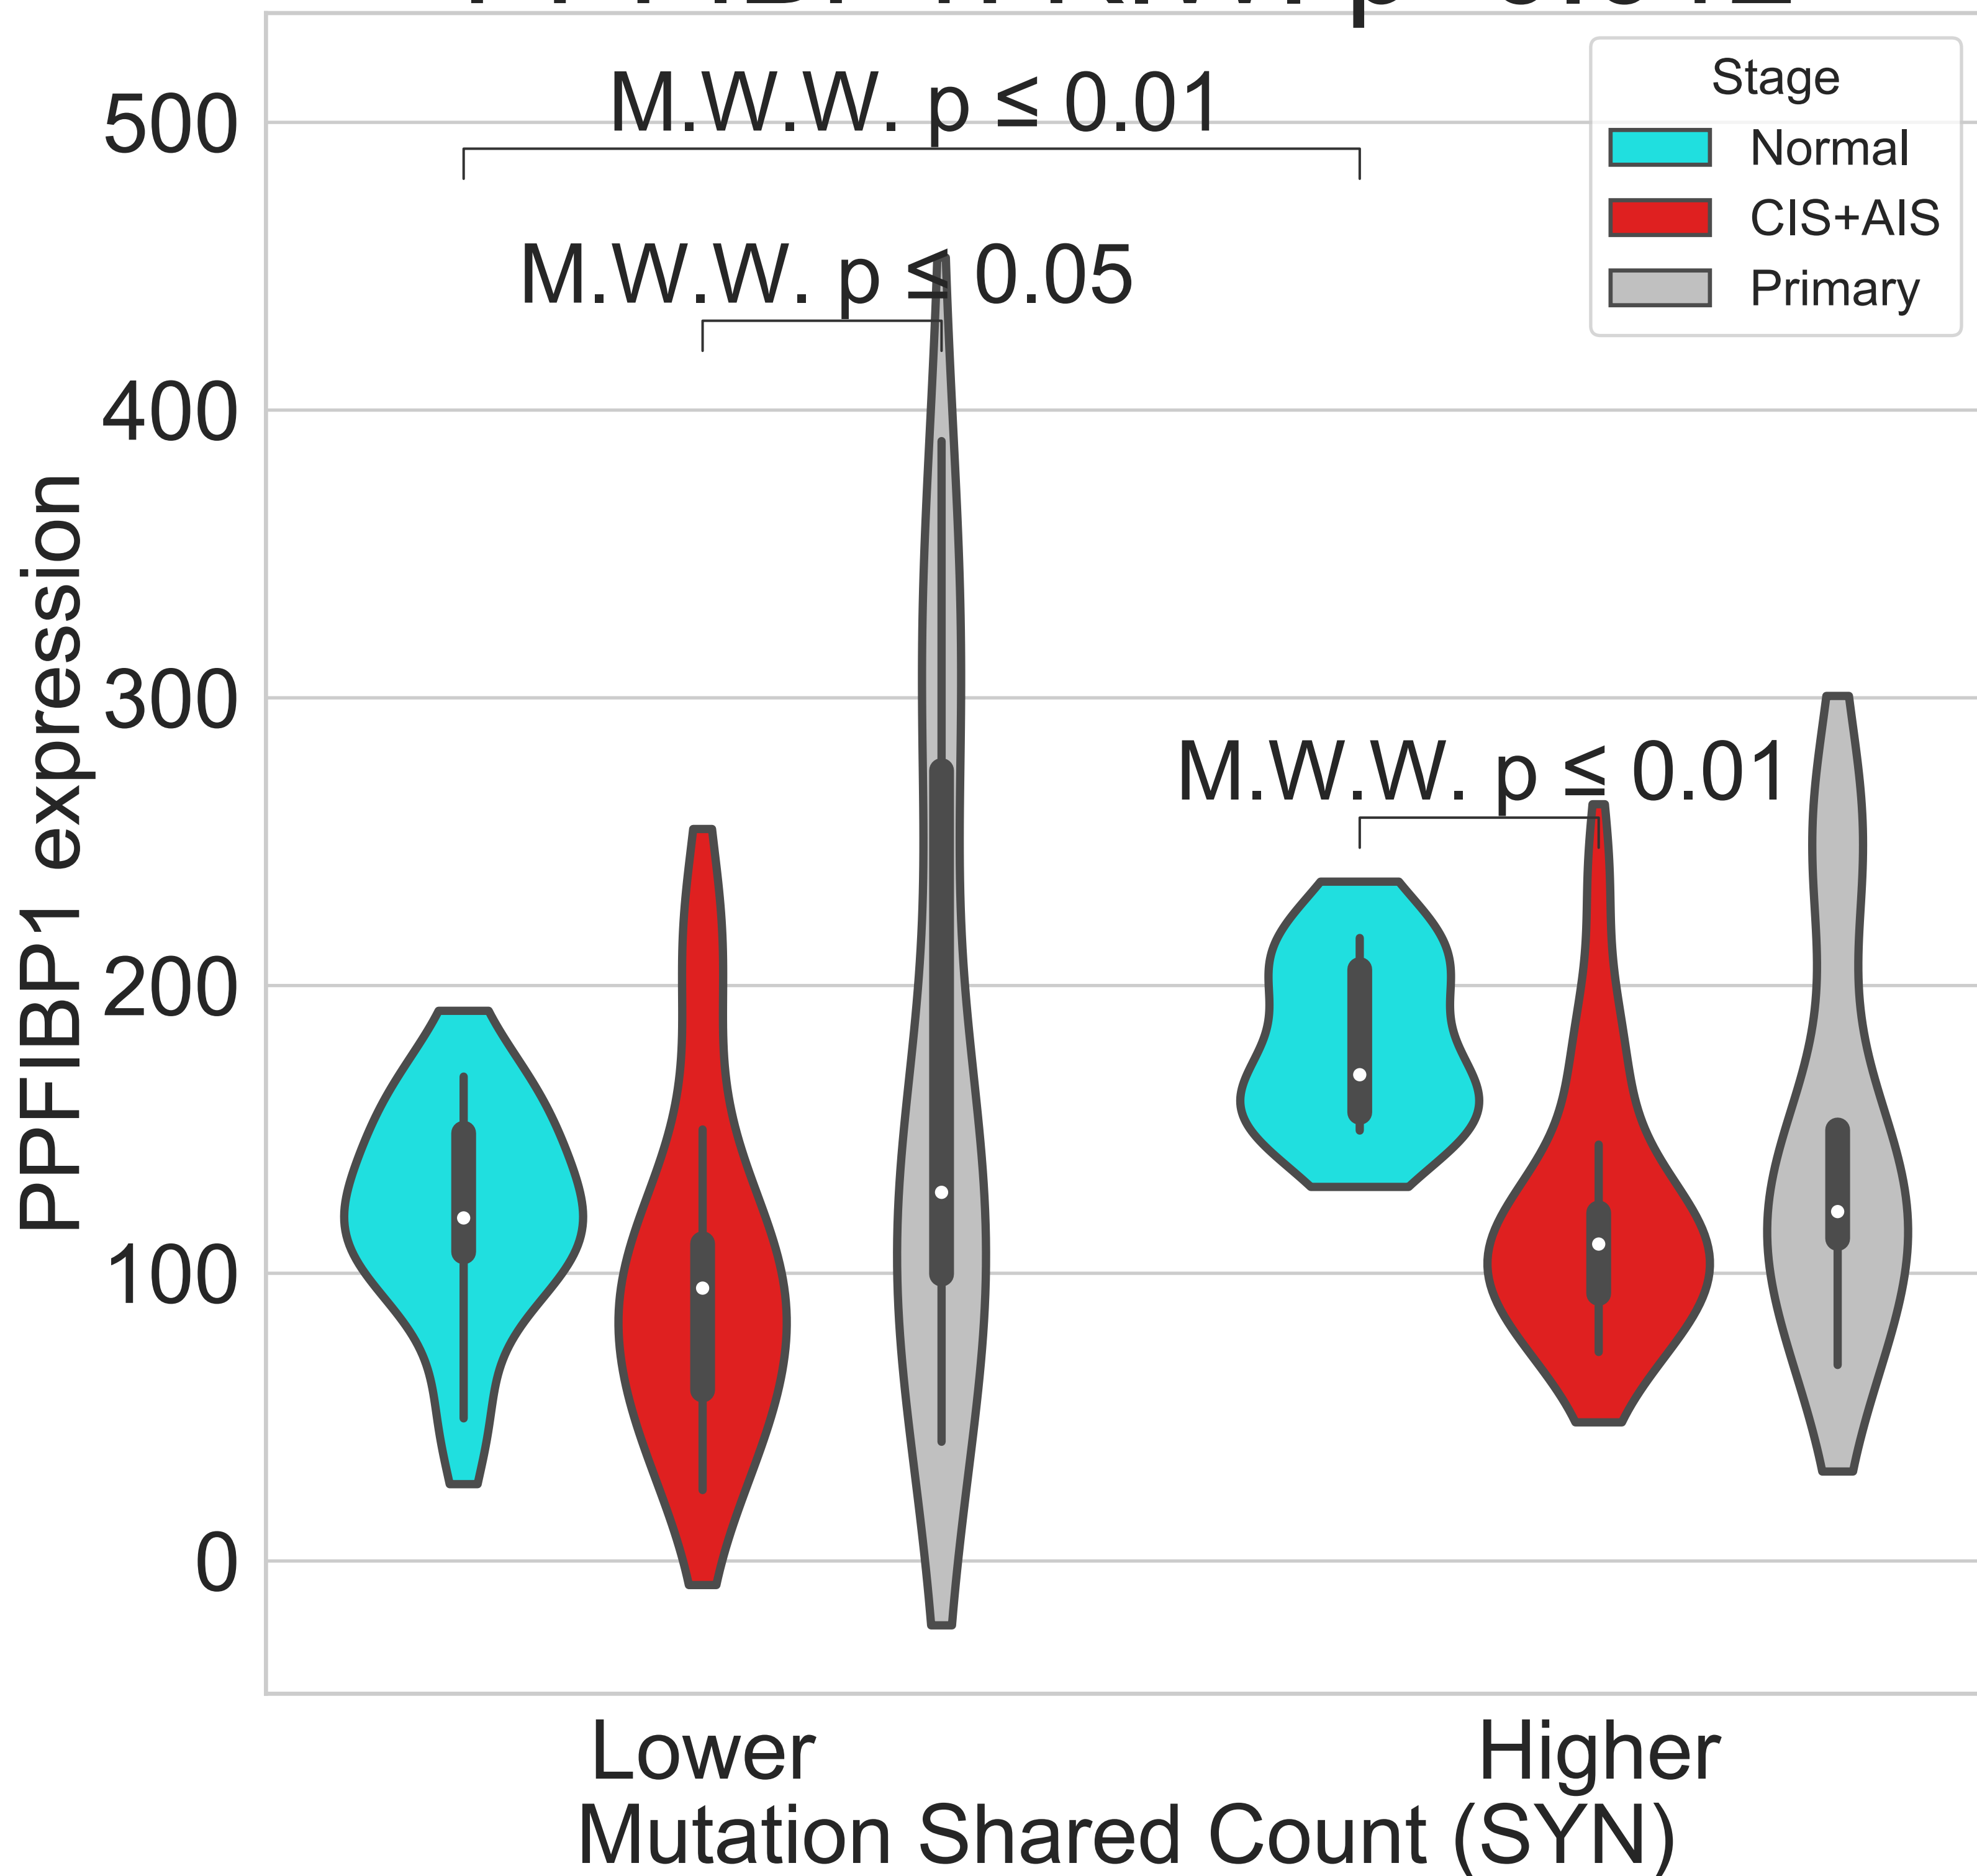 M.W.W. p ≤ 0.01
M.W.W. p ≤ 0.05
M.W.W. p ≤ 0.01
Stage
Normal
CIS+AIS
Primary
500
400
300
200
100
0
PPFIBP1 expression
Lower
Higher
Mutation Shared Count (SYN)